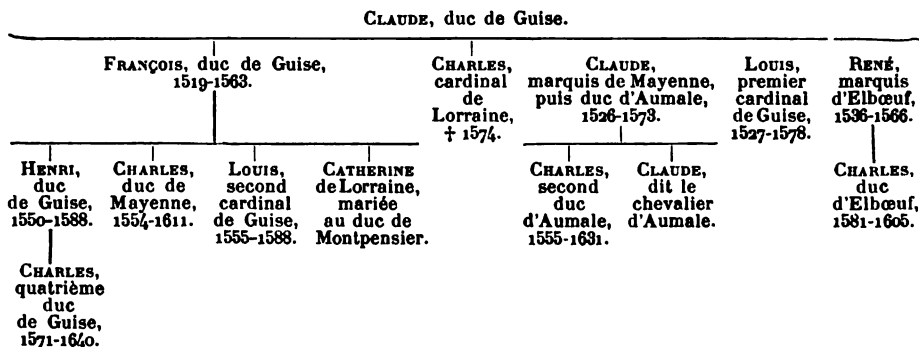 CLAUDE, duc de Guise.
FRANÇOIS, duc de Guise,
1519-1563.
CHARLES,
cardinal
de
Lorraine,
† 1574.
CLAUDE,
marquis de Mayenne,
puis duc d'Aumale,
1526-1573.
LOUIS,
premier
cardinal
de Guise,
1527-1578.
RENÉ,
marquis
d'Elbœuf,
1536-1566.
HENRI,
duc
de Guise,
1550-1588.
CHARLES,
duc de
Mayenne,
1554-1611.
LOUIS,
second
cardinal
de Guise,
1555-1588.
CATHERINE
de Lorraine,
mariée
au duc de
Montpensier.
CHARLES,
second
duc
d'Aumale,
1555-1631.
CLAUDE,
dit le
chevalier
d'Aumale.
CHARLES,
duc
d'Elbœuf,
1581-1605.
CHARLES,
quatrième
duc
de Guise,
1571-1640.